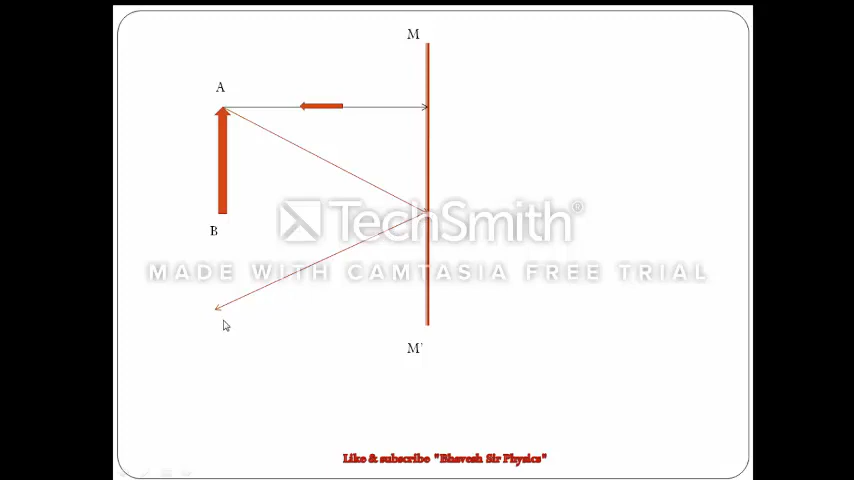 M
A
B
TechSmith®
MADE WITH CAMTASIA FREE TRIAL
M'
Like & subscribe "Bhavesh Sir Physics"